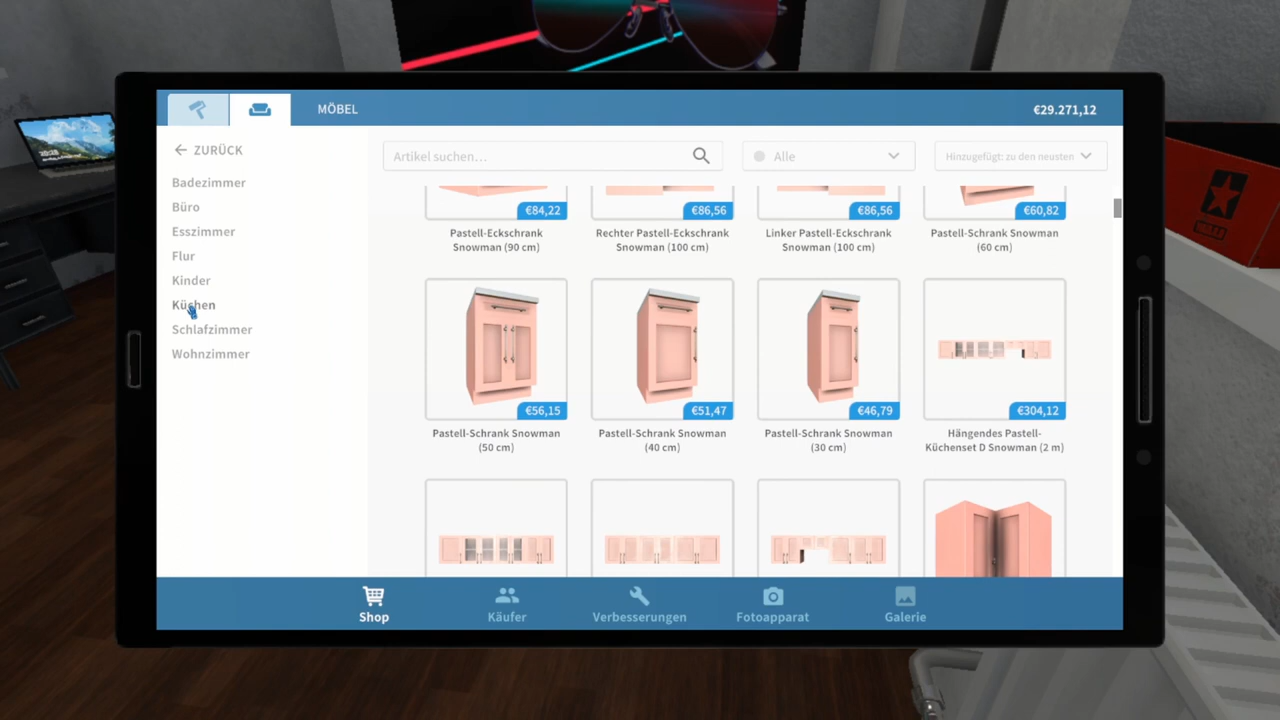 MÖBEL
€29.271,12
ZURÜCK
Badezimmer
Büro
Esszimmer
Flur
Kinder
Küchen
Schlafzimmer
Wohnzimmer
Artikel suchen...
Alle
Hinzugefügt: zu den neusten
€84,22
€86,56
€86,56
€60,82
Pastell-Eckschrank
Snowman (90 cm)
Rechter Pastell-Eckschrank
Snowman (100 cm)
Linker Pastell-Eckschrank
Snowman (100 cm)
Pastell-Schrank Snowman
(60 cm)
€56,15
€51,47
€46,79
€304,12
Pastell-Schrank Snowman
(50 cm)
Pastell-Schrank Snowman
(40 cm)
Pastell-Schrank Snowman
(30 cm)
Hängendes Pastell-
Küchenset D Snowman (2 m)
Shop
Käufer
Verbesserungen
Fotoapparat
Galerie